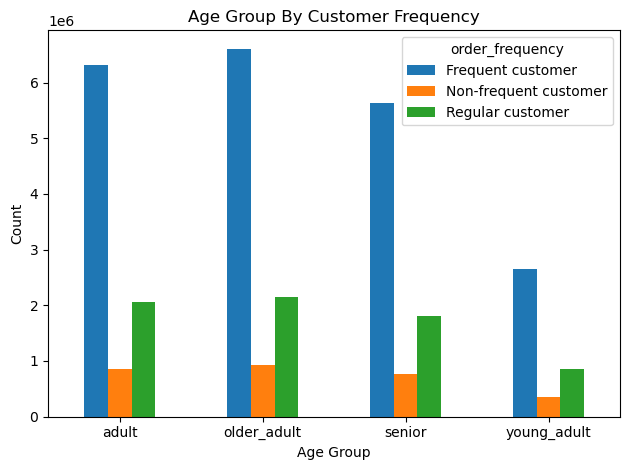 Age Group By Customer Frequency
1e6
order_frequency
Frequent customer
Non-frequent customer
Regular customer
6
5
4
3
2
1
0
Count
adult older_adult senior young_adult
Age Group